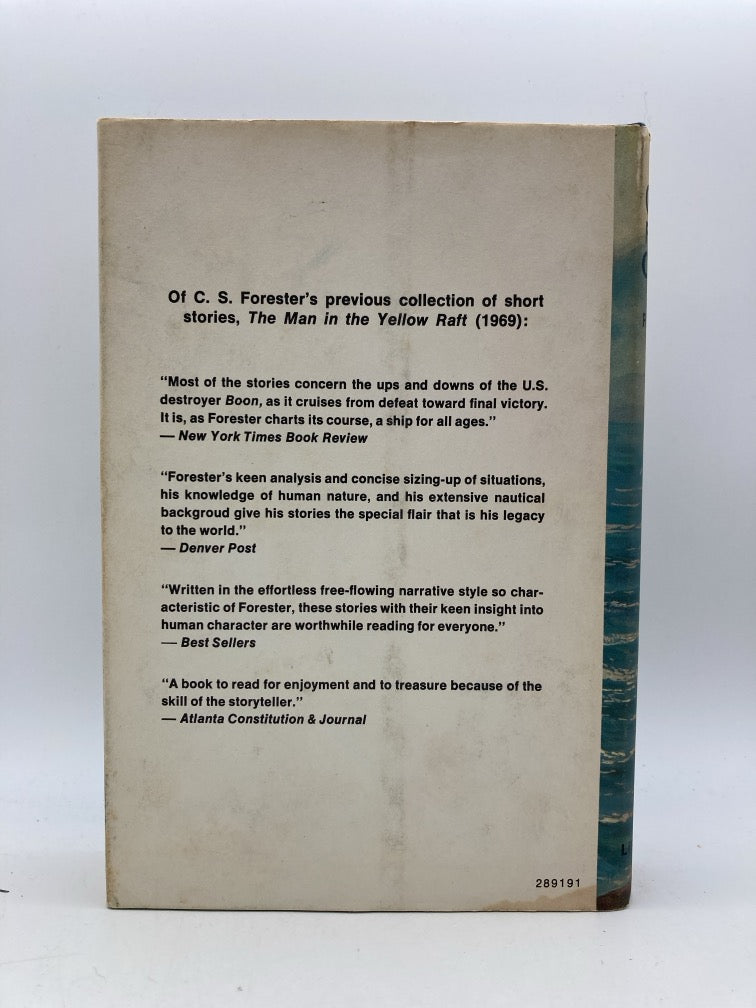 Of C. S. Forester's previous collection of short
stories, The Man in the Yellow Raft (1969):
"Most of the stories concern the ups and downs of the U.S.
destroyer Boon, as it cruises from defeat toward final victory.
It is, as Forester charts its course, a ship for all ages."
— New York Times Book Review
"Forester's keen analysis and concise sizing-up of situations,
his knowledge of human nature, and his extensive nautical
backgroud give his stories the special flair that is his legacy
to the world."
— Denver Post
"Written in the effortless free-flowing narrative style so char-
acteristic of Forester, these stories with their keen insight into
human character are worthwhile reading for everyone."
— Best Sellers
"A book to read for enjoyment and to treasure because of the
skill of the storyteller."
— Atlanta Constitution & Journal
289191